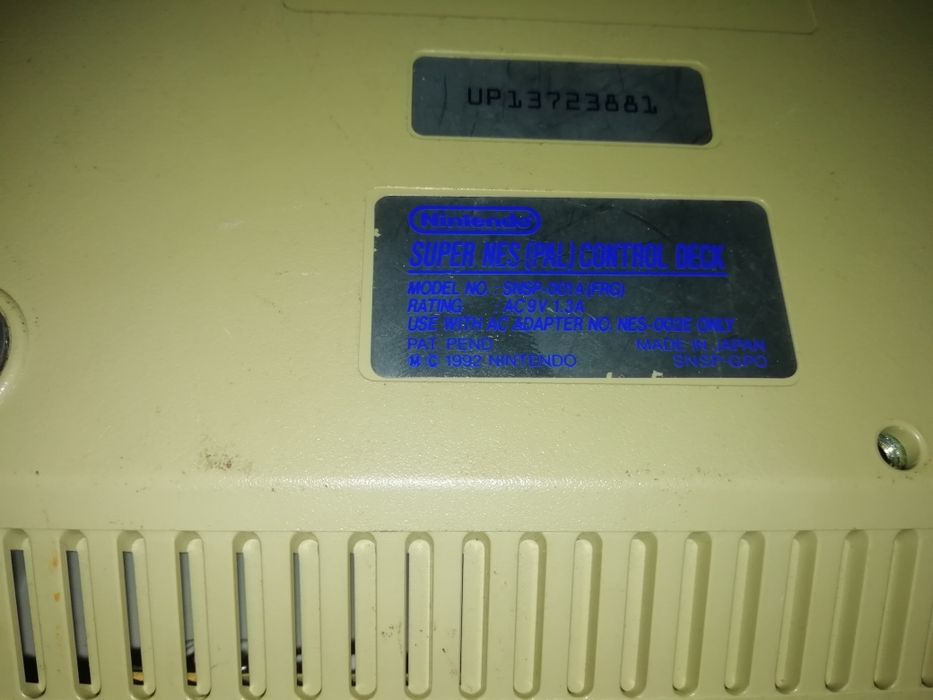 UP13723881
Nintendo
SUPER NES (PAL) CONTROL DECK
MODEL NO. SNSP-001A(FRG)
RATING AC 9V 1.3A
USE WITH AC ADAPTER NO. NES-002E ONLY
PAT. PEND. MADE IN JAPAN
M © 1992 NINTENDO SNSP-GPO